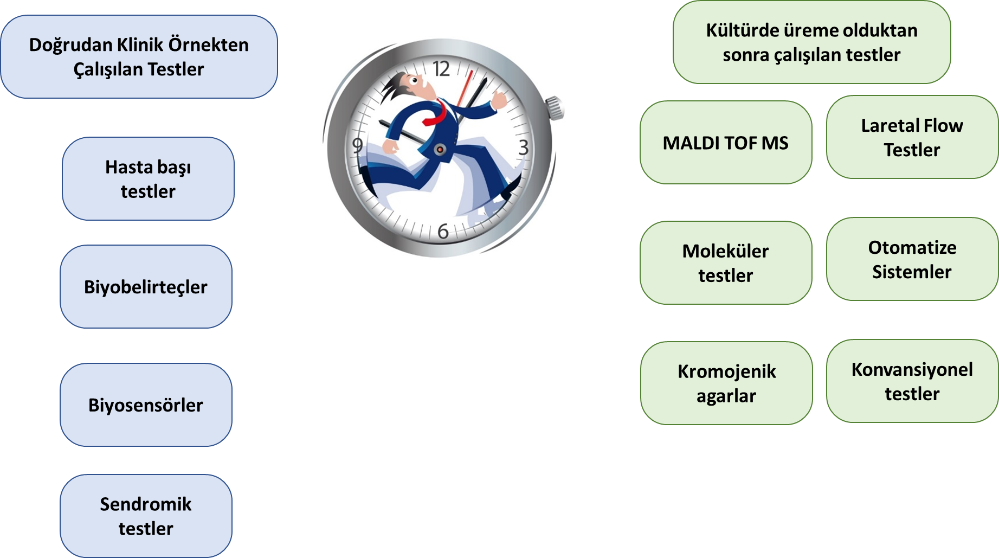 Doğrudan Klinik Örnekten
Çalışılan Testler
Hasta başı
testler
Biyobelirteçler
Biyosensörler
Sendromik
testler
12
3
6
9
Kültürde üreme olduktan
sonra çalışılan testler
MALDI TOF MS
Laretal Flow
Testler
Moleküler
testler
Otomatize
Sistemler
Kromojenik
agarlar
Konvansiyonel
testler